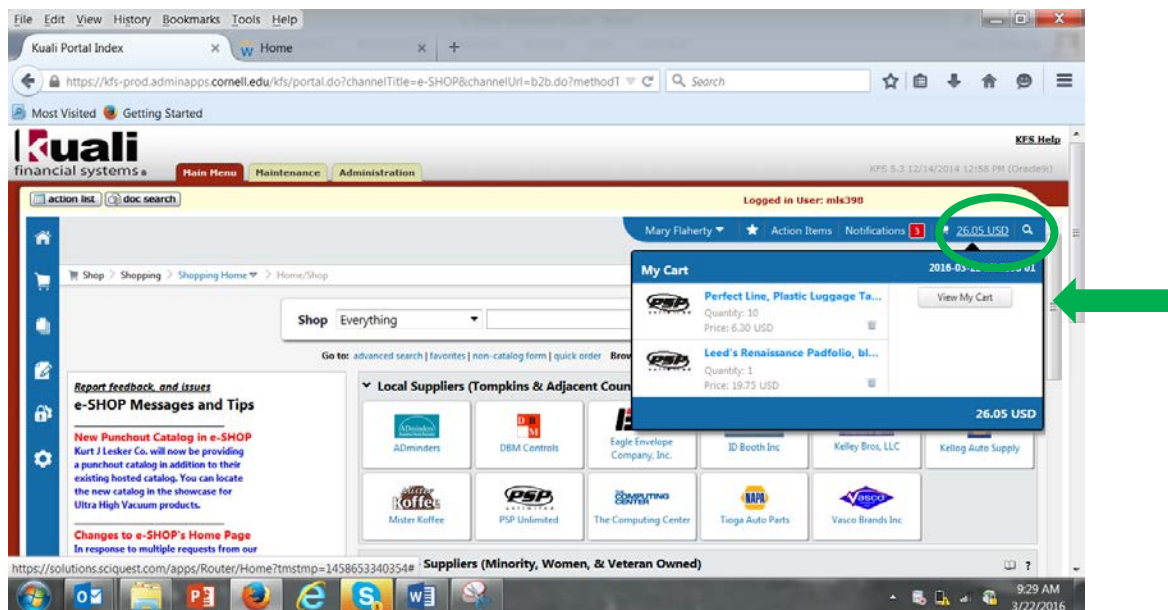 File Edit View History Bookmarks Tools Help
Kuali Portal Index
W Home
https://kfs-prod.adminapps.cornell.edu/kfs/portal.do?channelTitle=e-SHOP&channelUrl=b2b.do?methodT
Search
Most Visited Getting Started
kuali
financial systems
Main Menu Maintenance Administration
KFS Help
KFS 5.3 12/14/2014 12:58 PM (Oracle9i)
action list doc search
Logged in User: mls398
Mary Flaherty Action Items Notifications 3 26.05 USD
Shop > Shopping > Shopping Home > Home/Shop
My Cart
Perfect Line, Plastic Luggage Ta...
Quantity: 10
Price: 6.30 USD
View My Cart
Leed's Renaissance Padfolio, bl...
Quantity: 1
Price: 19.75 USD
26.05 USD
Shop Everything
Go to: advanced search | favorites | non-catalog form | quick order
Report feedback, and issues
e-SHOP Messages and Tips
New Punchout Catalog in e-SHOP
Kurt J Lesker Co. will now be providing
a punchout catalog in addition to their
existing hosted catalog. You can locate
the new catalog in the showcase for
Ultra High Vacuum products.
Changes to e-SHOP's Home Page
In response to multiple requests from our
Local Suppliers (Tompkins & Adjacent Coun
ADminders
DBM Controls
Eagle Envelope
Company, Inc.
ID Booth Inc
Kelley Bros, LLC
Kellog Auto Supply
Mister Koffee
PSP Unlimited
The Computing Center
Tioga Auto Parts
Vasco Brands Inc
Suppliers (Minority, Women, & Veteran Owned)
https://solutions.sciquest.com/apps/Router/Home?tmstmp=1458653340354#
9:29 AM
3/22/2016